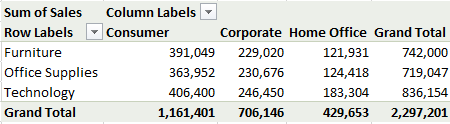 Sum of Sales Column Labels
Row Labels Consumer Corporate Home Office Grand Total
Furniture 391,049 229,020 121,931 742,000
Office Supplies 363,952 230,676 124,418 719,047
Technology 406,400 246,450 183,304 836,154
Grand Total 1,161,401 706,146 429,653 2,297,201